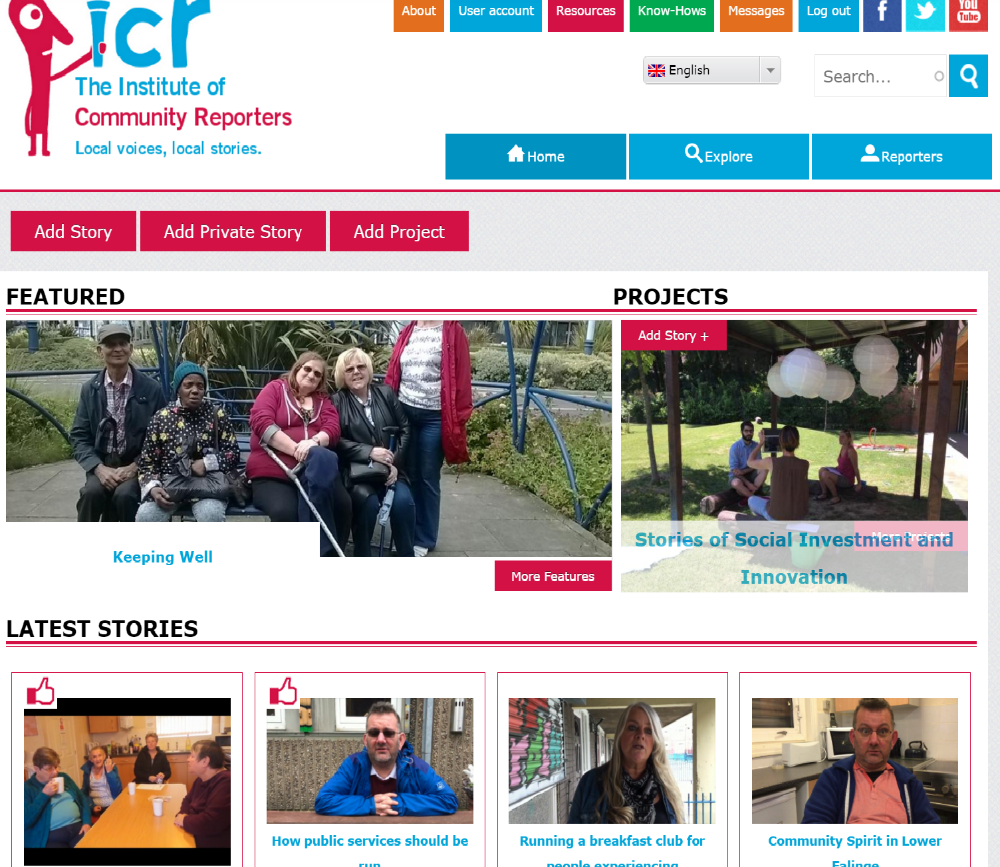 icr
The Institute of
Community Reporters
Local voices, local stories.
About
User account
Resources
Know-Hows
Messages
Log out
f
You
Tube
English
Search...
Home
Explore
Reporters
Add Story
Add Private Story
Add Project
FEATURED
PROJECTS
Add Story +
Keeping Well
More Features
More Projects
Stories of Social Investment and
Innovation
LATEST STORIES
How public services should be
run
Running a breakfast club for
people experiencing
Community Spirit in Lower
Falinge